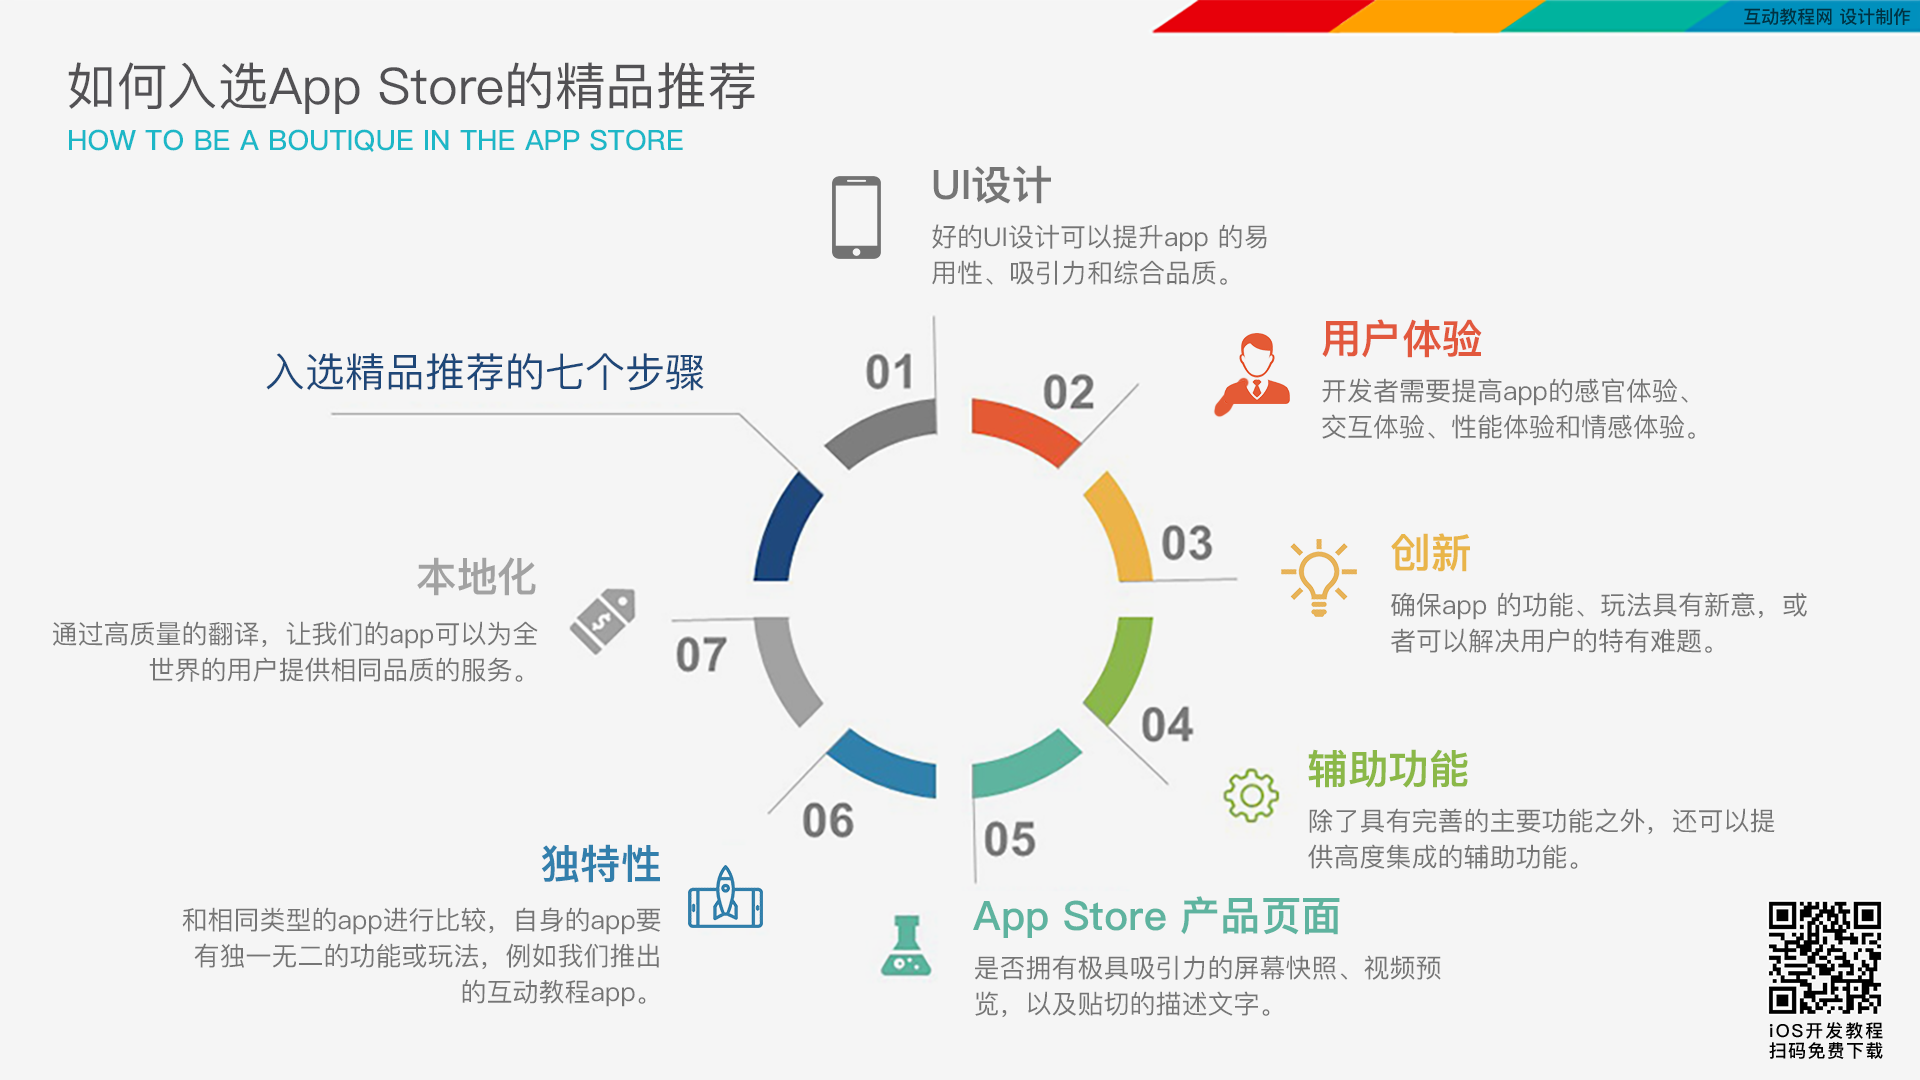 互动教程网 设计制作
如何入选App Store的精品推荐
HOW TO BE A BOUTIQUE IN THE APP STORE
UI设计
好的UI设计可以提升app 的易
用性、吸引力和综合品质。
入选精品推荐的七个步骤
01
02
用户体验
开发者需要提高app的感官体验、
交互体验、性能体验和情感体验。
03
创新
确保app 的功能、玩法具有新意，或
者可以解决用户的特有难题。
04
辅助功能
除了具有完善的主要功能之外，还可以提
供高度集成的辅助功能。
05
App Store 产品页面
是否拥有极具吸引力的屏幕快照、视频预
览，以及贴切的描述文字。
06
独特性
和相同类型的app进行比较，自身的app要
有独一无二的功能或玩法，例如我们推出
的互动教程app。
07
本地化
通过高质量的翻译，让我们的app可以为全
世界的用户提供相同品质的服务。
$
iOS开发教程
扫码免费下载